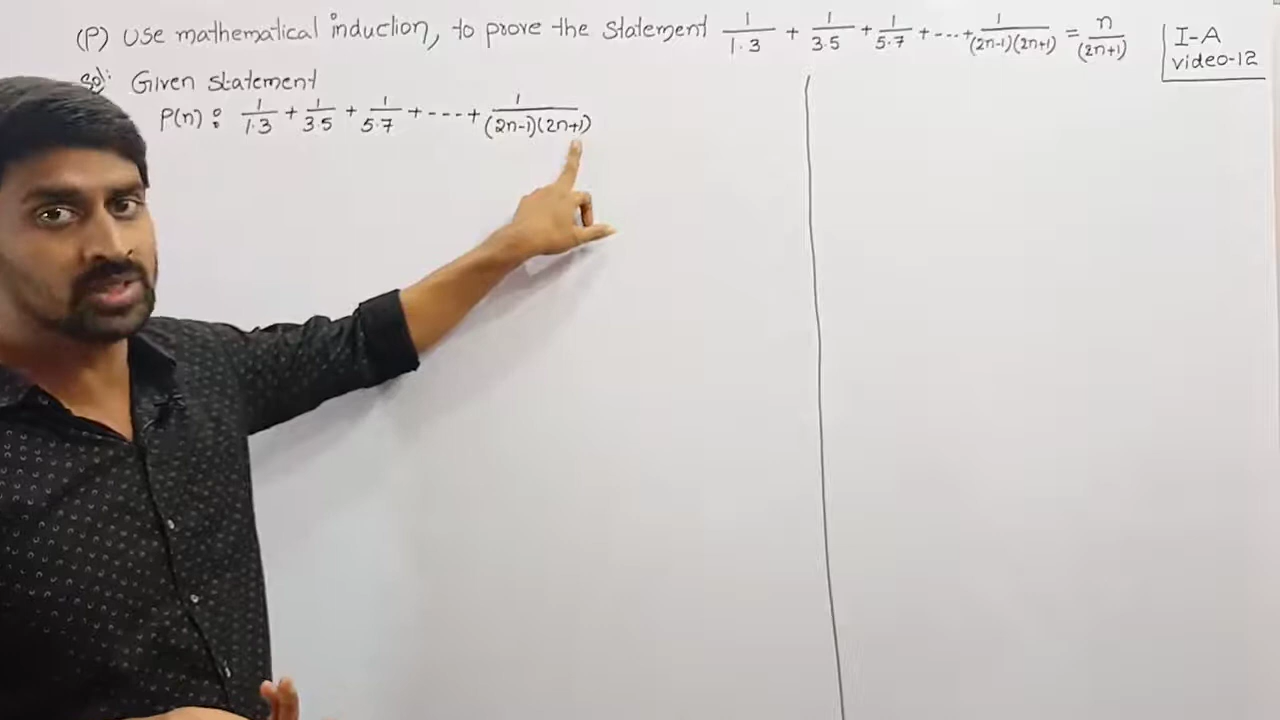 (P) Use mathematical induction, to prove the statement 1/1·3 + 1/3·5 + 1/5·7 + ---+ 1/(2n-1)(2n+1) = n/(2n+1)
I-A
video-12
Sol: Given statement
P(n) : 1/1·3 + 1/3·5 + 1/5·7 + ---+ 1/(2n-1)(2n+1)